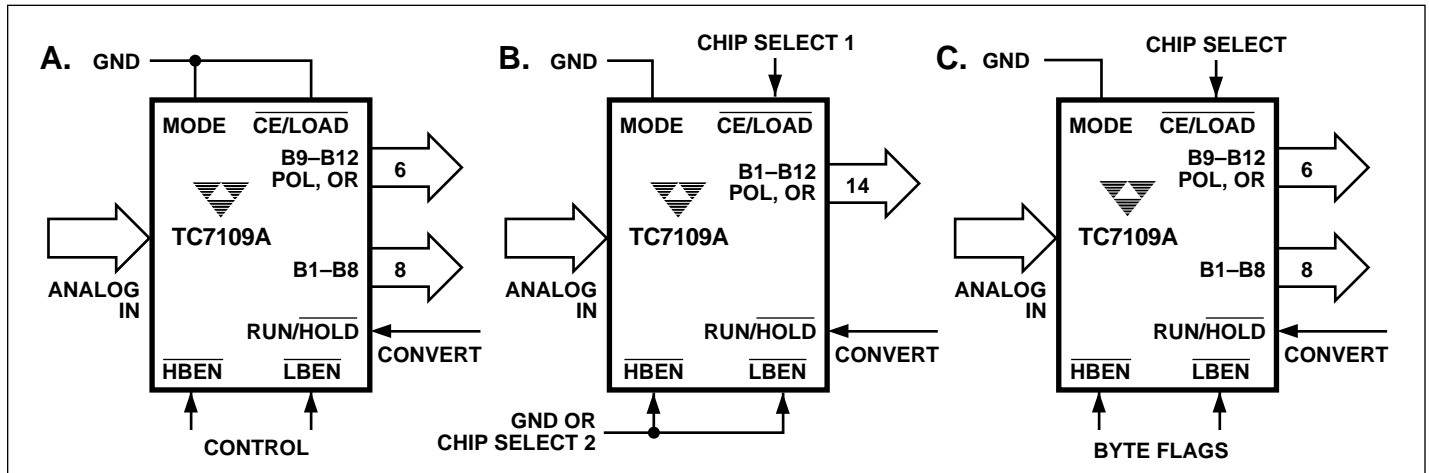 A.
GND
MODE
CE/LOAD
B9–B12
POL, OR
6
TC7109A
ANALOG
IN
B1–B8
8
RUN/HOLD
CONVERT
HBEN
LBEN
CONTROL
B.
GND
CHIP SELECT 1
MODE
CE/LOAD
B1–B12
POL, OR
14
TC7109A
ANALOG
IN
RUN/HOLD
CONVERT
HBEN
LBEN
GND OR
CHIP SELECT 2
C.
GND
CHIP SELECT
MODE
CE/LOAD
B9–B12
POL, OR
6
TC7109A
ANALOG
IN
B1–B8
8
RUN/HOLD
CONVERT
HBEN
LBEN
BYTE FLAGS